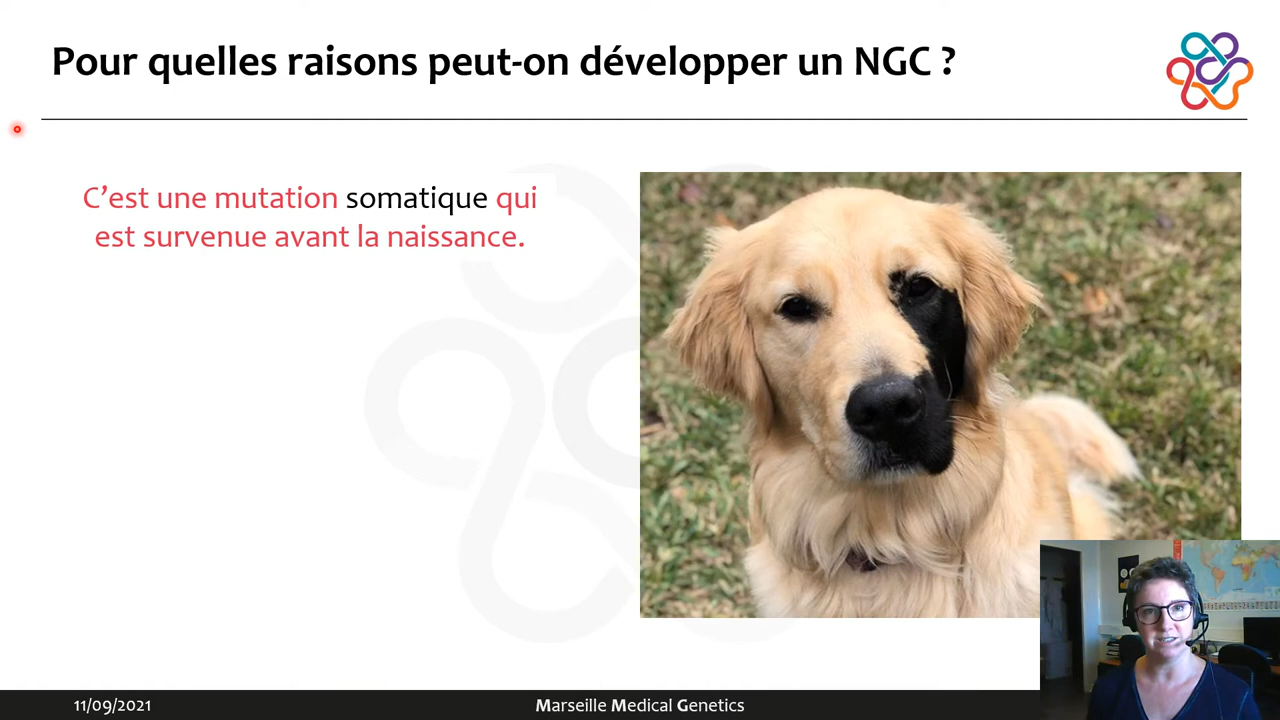 Pour quelles raisons peut-on développer un NGC ?
C’est une mutation somatique qui
est survenue avant la naissance.
11/09/2021
Marseille Medical Genetics